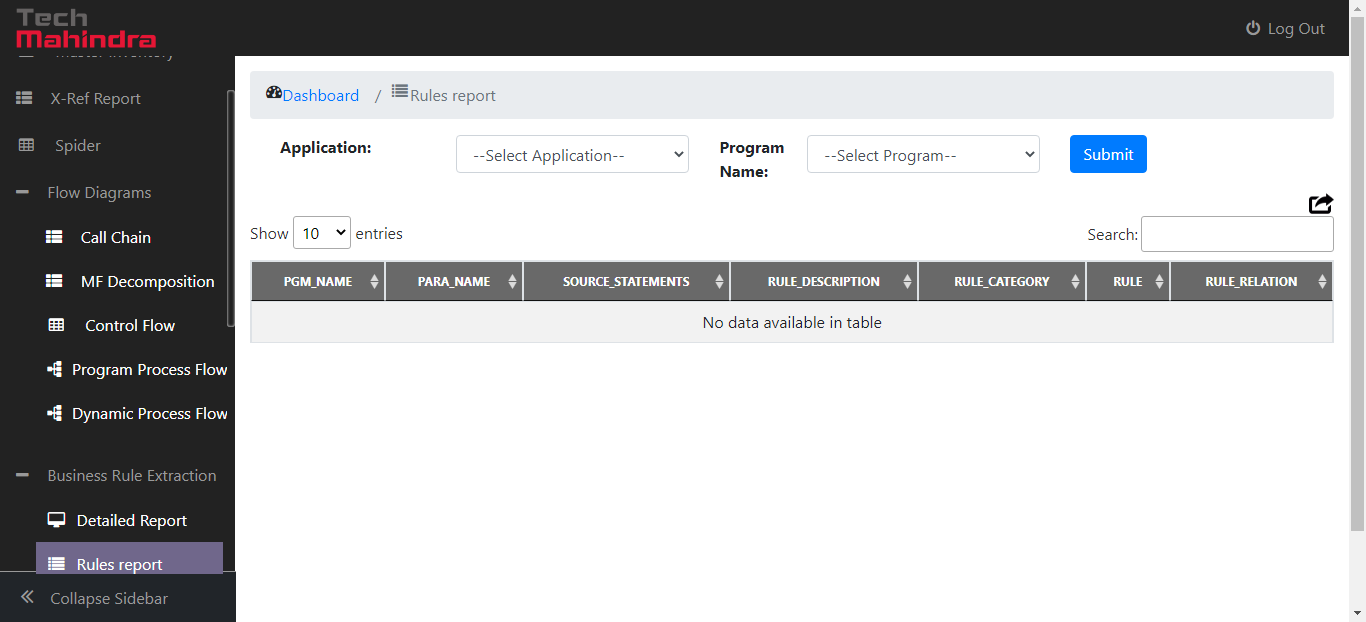 Tech
Mahindra
Log Out
Master Inventory
X-Ref Report
Spider
Flow Diagrams
Call Chain
MF Decomposition
Control Flow
Program Process Flow
Dynamic Process Flow
Business Rule Extraction
Detailed Report
Rules report
Collapse Sidebar
Dashboard / Rules report
Application: --Select Application-- Program Name: --Select Program-- Submit
Show 10 entries Search:
PGM_NAME PARA_NAME SOURCE_STATEMENTS RULE_DESCRIPTION RULE_CATEGORY RULE RULE_RELATION
No data available in table